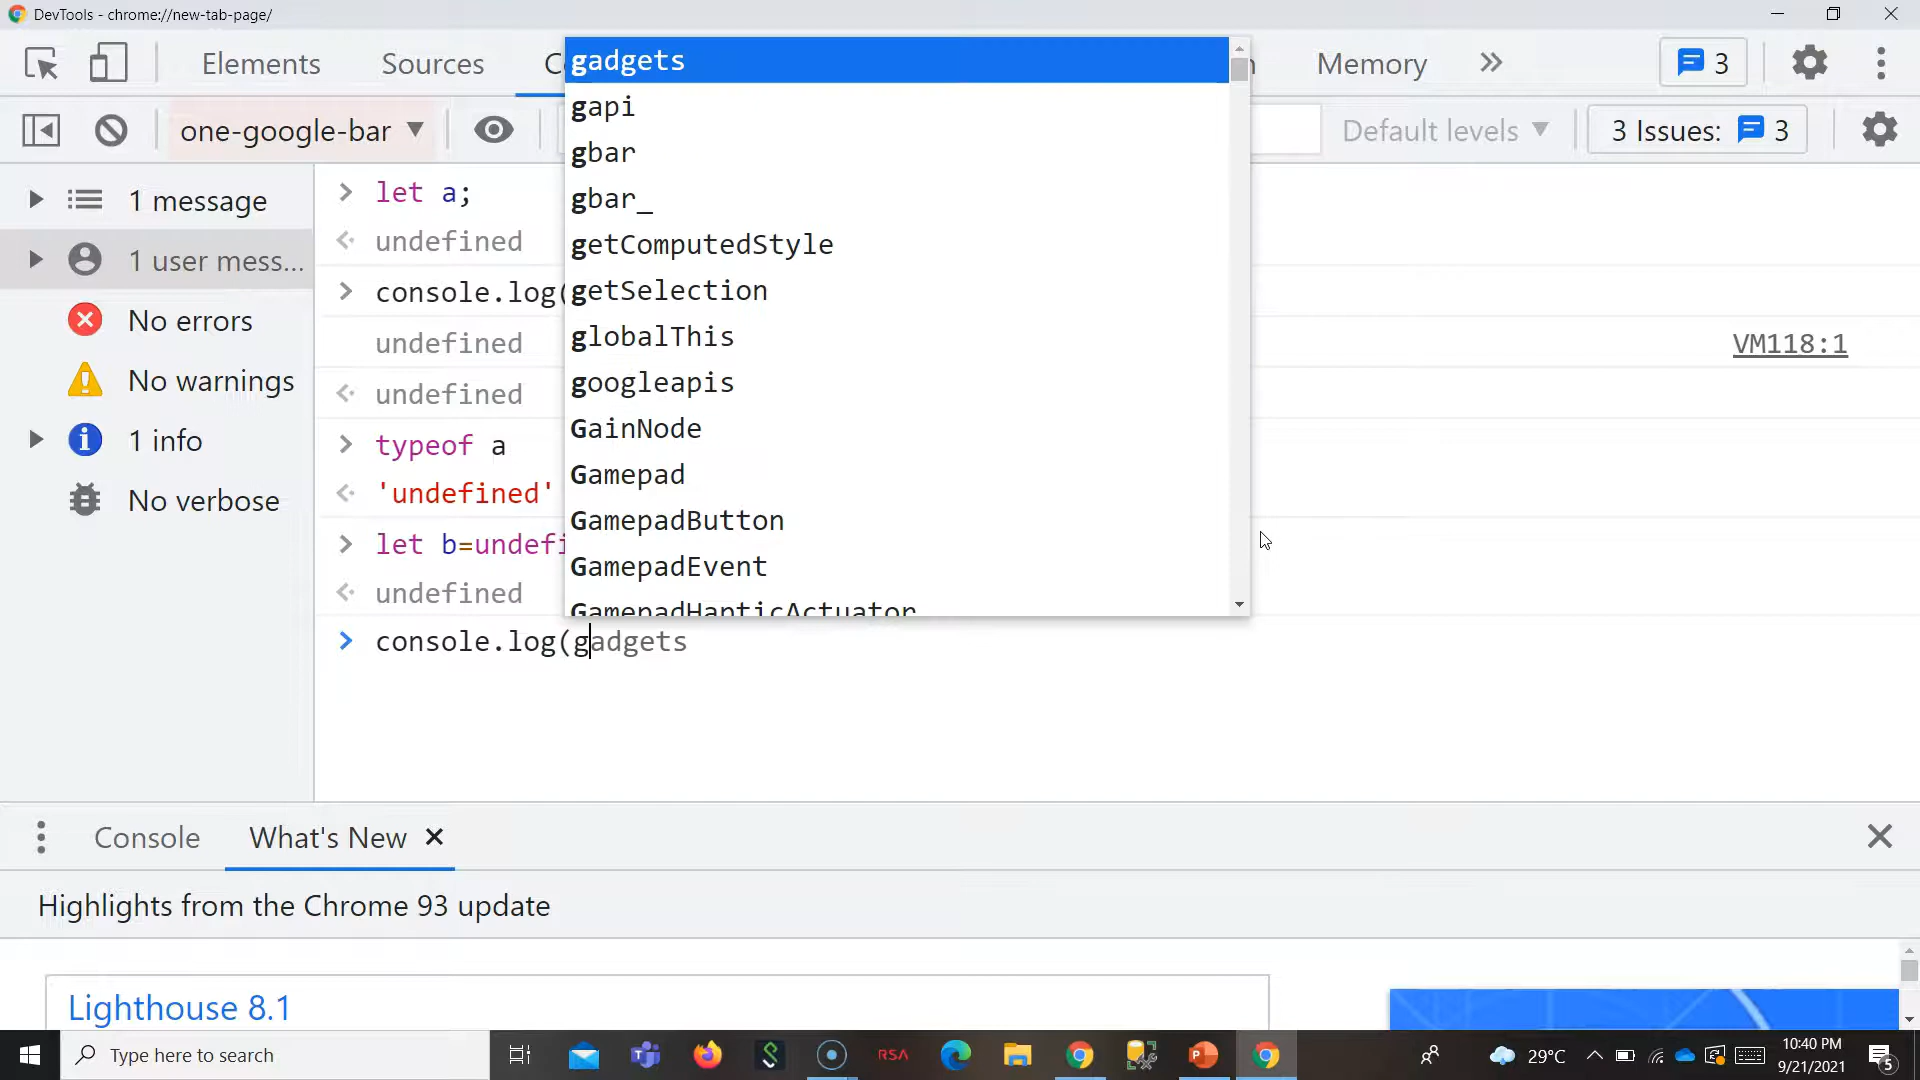 DevTools - chrome://new-tab-page/
Elements
Sources
Memory
3
one-google-bar
Default levels
3 Issues: 3
1 message
1 user mess...
No errors
No warnings
1 info
No verbose
let a;
undefined
console.log(
undefined
VM118:1
undefined
typeof a
'undefined'
let b=undefi
undefined
console.log(gadgets
gadgets
gapi
gbar
gbar_
getComputedStyle
getSelection
globalThis
googleapis
GainNode
Gamepad
GamepadButton
GamepadEvent
GamepadHapticActuator
Console
What's New
Highlights from the Chrome 93 update
Lighthouse 8.1
Type here to search
RSA
29°C
10:40 PM
9/21/2021
5